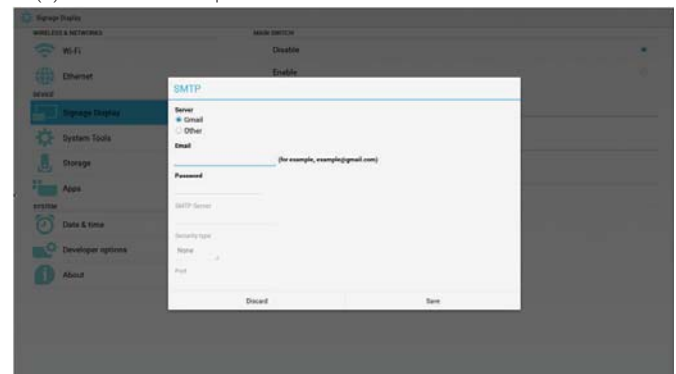 Signage Display
WIRELESS & NETWORKS
MAIN SWITCH
Wi-Fi
Disable
Ethernet
Enable
DEVICE
Signage Display
System Tools
Storage
Apps
SYSTEM
Date & time
Developer options
About
SMTP
Server
Gmail
Other
Email
(for example, example@gmail.com)
Password
SMTP Server
Security type
None
Port
Discard
Save